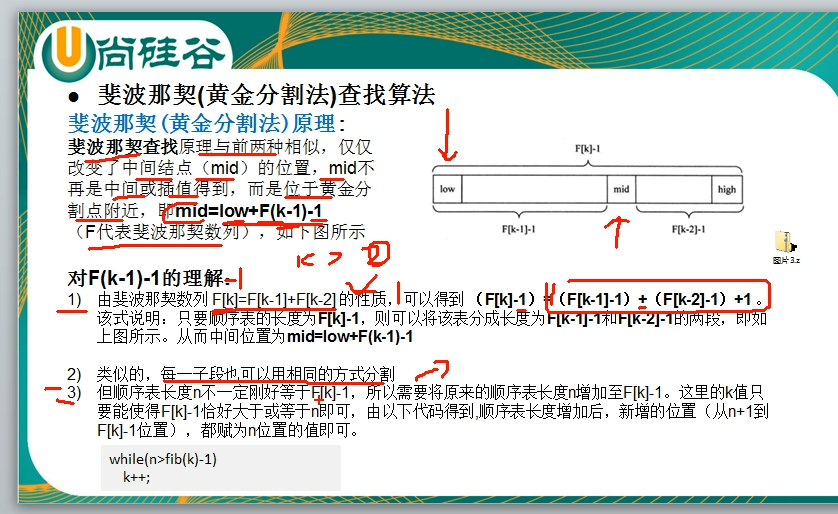 尚硅谷
● 斐波那契(黄金分割法)查找算法
斐波那契(黄金分割法)原理:
斐波那契查找原理与前两种相似，仅仅
改变了中间结点（mid）的位置，mid不
再是中间或插值得到，而是位于黄金分
割点附近，即mid=low+F(k-1)-1
（F代表斐波那契数列），如下图所示
F[k]-1
low mid high
F[k-1]-1 F[k-2]-1
图片3.z
K > 2
对F(k-1)-1的理解:
-1
1) 由斐波那契数列 F[k]=F[k-1]+F[k-2] 的性质，可以得到 （F[k]-1）=（F[k-1]-1）+（F[k-2]-1）+1 。
该式说明：只要顺序表的长度为F[k]-1，则可以将该表分成长度为F[k-1]-1和F[k-2]-1的两段，即如
上图所示。从而中间位置为mid=low+F(k-1)-1
2) 类似的，每一子段也可以用相同的方式分割
3) 但顺序表长度n不一定刚好等于F[k]-1，所以需要将原来的顺序表长度n增加至F[k]-1。这里的k值只
要能使得F[k]-1恰好大于或等于n即可，由以下代码得到,顺序表长度增加后，新增的位置（从n+1到
F[k]-1位置），都赋为n位置的值即可。
while(n>fib(k)-1)
k++;